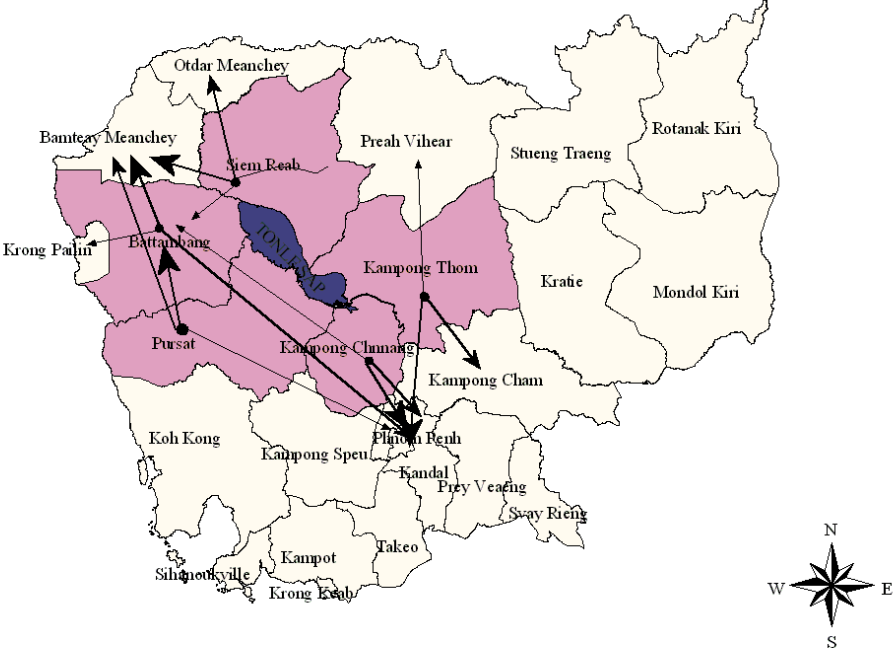 Otdar Meanchey
Bamteay Meanchey
Preah Vihear
Rotanak Kiri
Stueng Traeng
Siem Reab
Battambang
Krong Pailin
TONLE SAP
Kampong Thom
Kratie
Mondol Kiri
Pursat
Kampong Chnnang
Kampong Cham
Koh Kong
Phnom Penh
Kampong Speu
Kandal
Prey Veaeng
Svay Rieng
Takeo
Kampot
Sihanoukville
Krong Keab
N
W
E
S